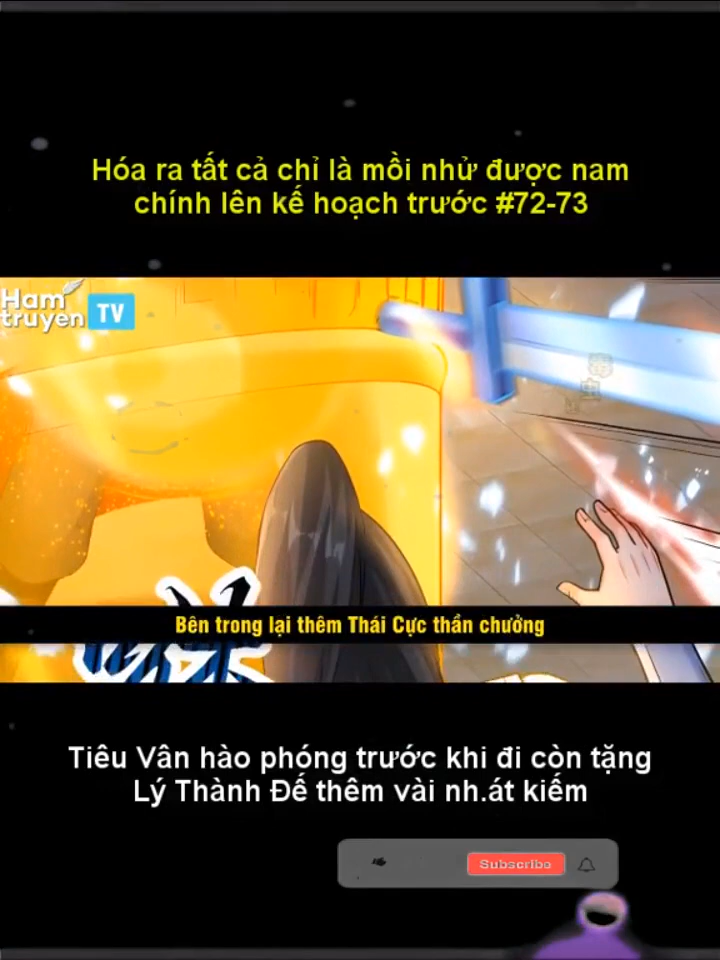 Hóa ra tất cả chỉ là mồi nhử được nam
chính lên kế hoạch trước #72-73
Ham
truyen TV
Bên trong lại thêm Thái Cực thần chưởng
Tiêu Vân hào phóng trước khi đi còn tặng
Lý Thành Đế thêm vài nh.át kiếm
Subscribe